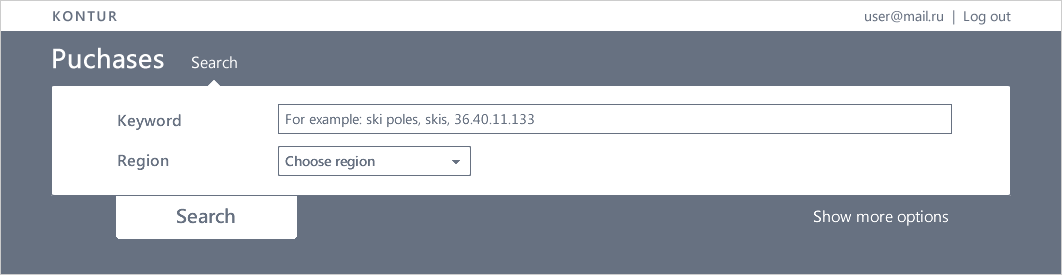 KONTUR user@mail.ru | Log out
Puchases Search
Keyword For example: ski poles, skis, 36.40.11.133
Region Choose region
Search Show more options